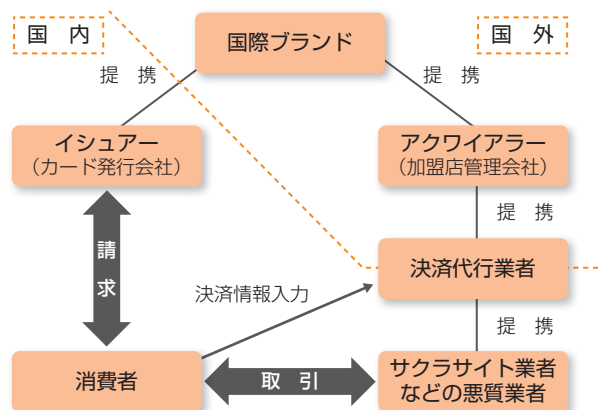 国 内
国際ブランド
国 外
提 携
提 携
イシュアー
（カード発行会社）
アクワイアラー
（加盟店管理会社）
提 携
請
求
決済代行業者
決済情報入力
提 携
消費者
取 引
サクラサイト業者
などの悪質業者